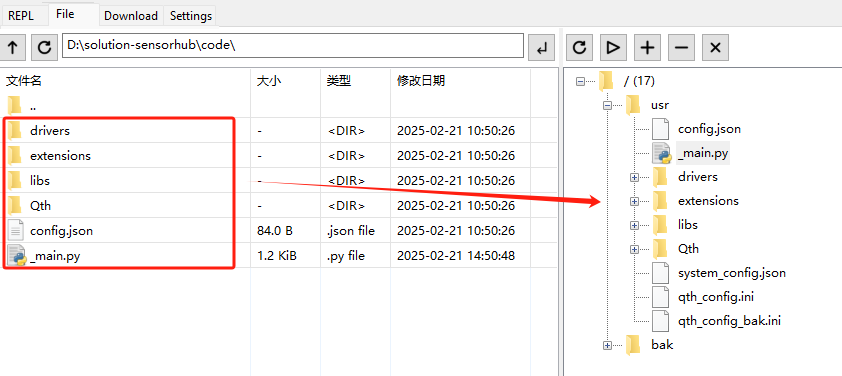 REPL File Download Settings
D:\solution-sensorhub\code\
文件名 大小 类型 修改日期
..
drivers - <DIR> 2025-02-21 10:50:26
extensions - <DIR> 2025-02-21 10:50:26
libs - <DIR> 2025-02-21 10:50:26
Qth - <DIR> 2025-02-21 10:50:26
config.json 84.0 B .json file 2025-02-21 10:50:26
_main.py 1.2 KiB .py file 2025-02-21 14:50:48
/ (17)
usr
config.json
_main.py
drivers
extensions
libs
Qth
system_config.json
qth_config.ini
qth_config_bak.ini
bak